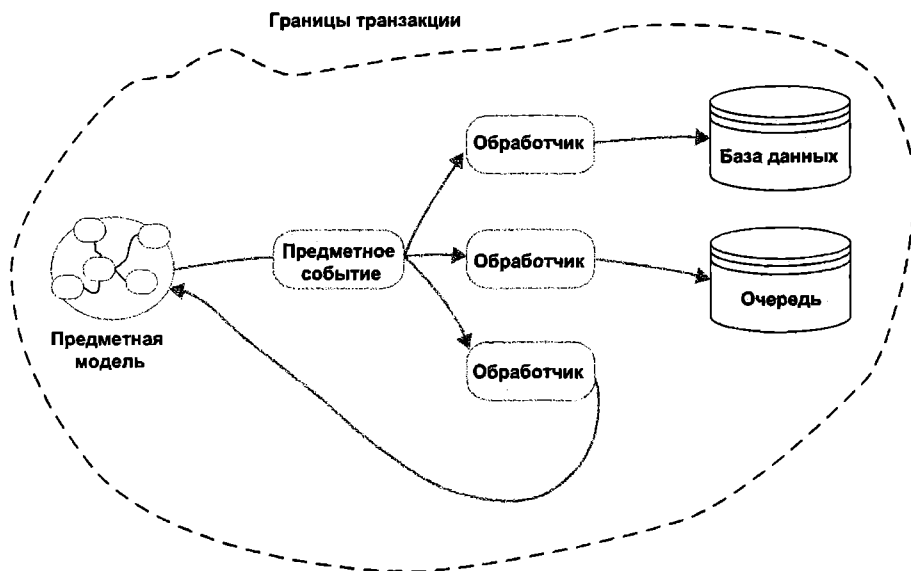 Границы транзакции
Обработчик
База данных
Предметное
событие
Обработчик
Очередь
Предметная
модель
Обработчик